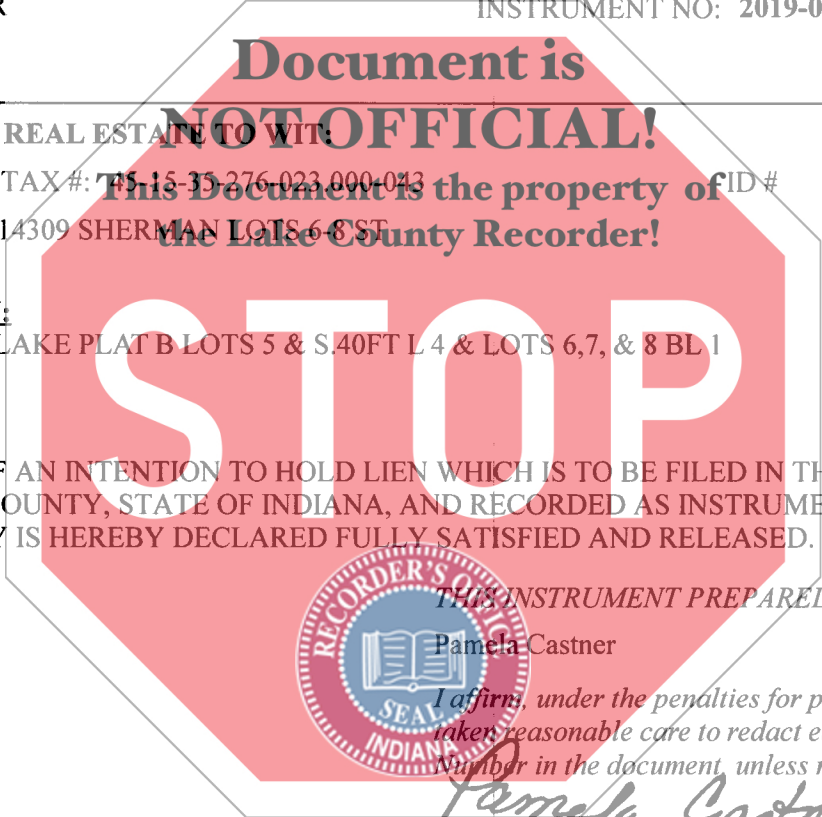 R INSTRUMENT NO: 2019-0
Document is
NOT OFFICIAL!
REAL ESTATE TO WIT:
This Document is the property of
TAX #: 45-15-35-276-023.000-043 ID #
the Lake County Recorder!
14309 SHERMAN LOTS 6-8 ST
LAKE PLAT B LOTS 5 & S.40FT L 4 & LOTS 6,7, & 8 BL 1
STOP
F AN INTENTION TO HOLD LIEN WHICH IS TO BE FILED IN TH
OUNTY, STATE OF INDIANA, AND RECORDED AS INSTRUME
Y IS HEREBY DECLARED FULLY SATISFIED AND RELEASED.
RECORDER'S OFFIC
SEAL
INDIANA
THIS INSTRUMENT PREPARED
Pamela Castner
I affirm, under the penalties for p
taken reasonable care to redact e
Number in the document, unless r
Pamela Castn